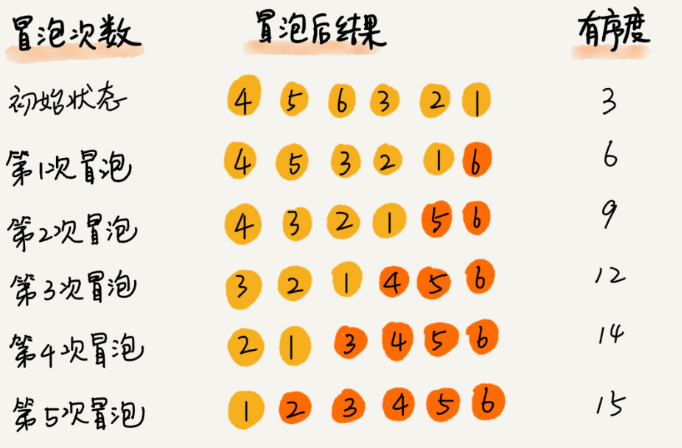 冒泡次数 冒泡后结果 有序度
初始状态 4 5 6 3 2 1 3
第1次冒泡 4 5 3 2 1 6 6
第2次冒泡 4 3 2 1 5 6 9
第3次冒泡 3 2 1 4 5 6 12
第4次冒泡 2 1 3 4 5 6 14
第5次冒泡 1 2 3 4 5 6 15